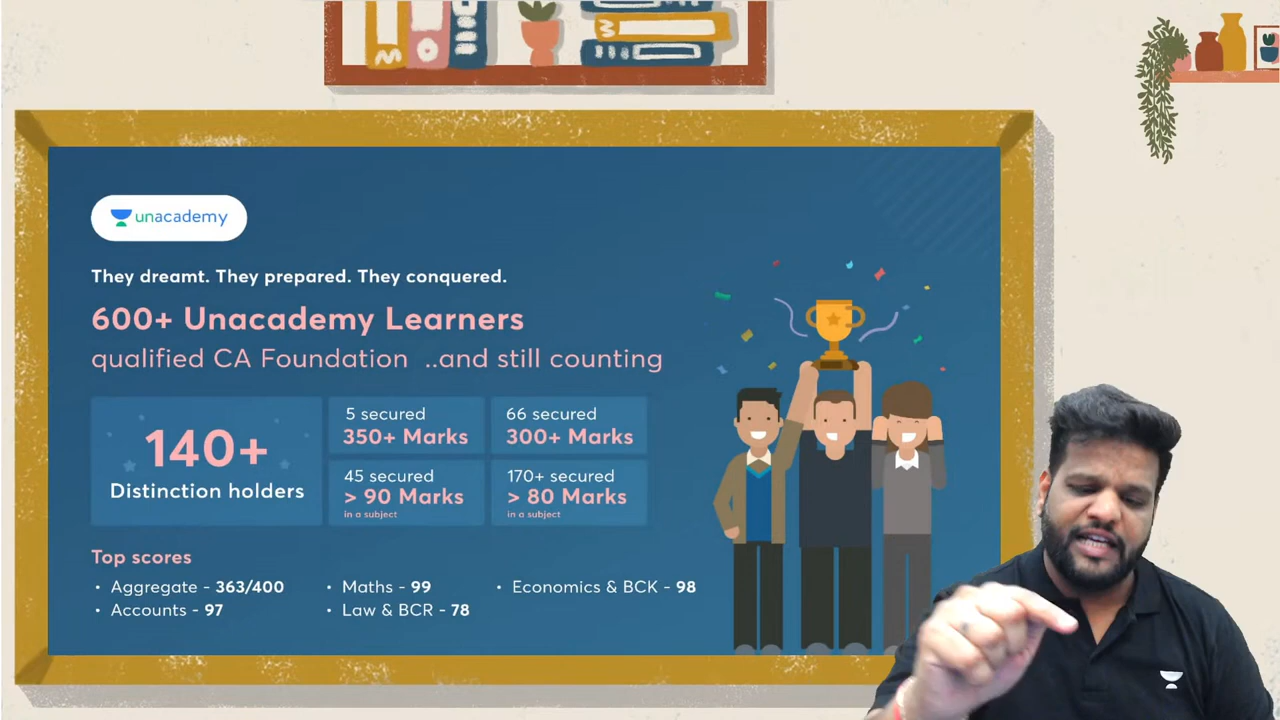 unacademy
They dreamt. They prepared. They conquered.
600+ Unacademy Learners
qualified CA Foundation ..and still counting
140+
Distinction holders
5 secured
350+ Marks
66 secured
300+ Marks
45 secured
> 90 Marks
in a subject
170+ secured
> 80 Marks
in a subject
Top scores
• Aggregate - 363/400
• Maths - 99
• Economics & BCK - 98
• Accounts - 97
• Law & BCR - 78